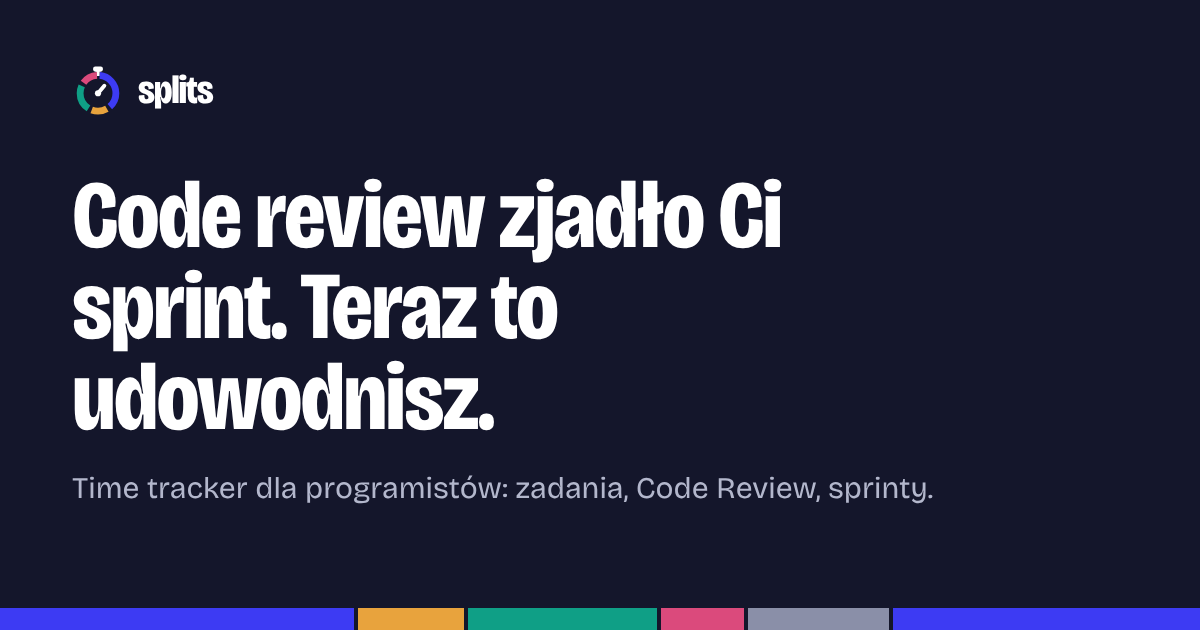 splits
Code review zjadło Ci
sprint. Teraz to
udowodnisz.
Time tracker dla programistów: zadania, Code Review, sprinty.